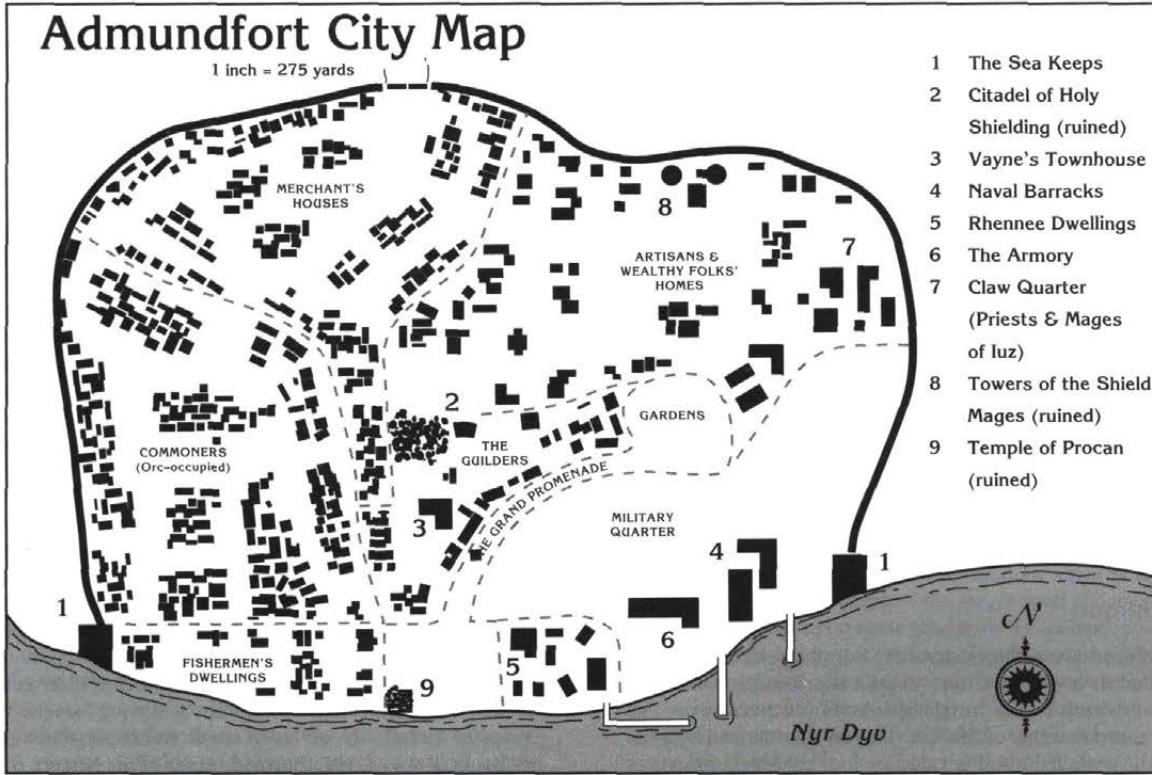 Admundfort City Map
1 inch = 275 yards
1 The Sea Keeps
2 Citadel of Holy
Shielding (ruined)
3 Vayne's Townhouse
4 Naval Barracks
5 Rhennee Dwellings
6 The Armory
7 Claw Quarter
(Priests & Mages
of Iuz)
8 Towers of the Shield
Mages (ruined)
9 Temple of Procan
(ruined)
MERCHANT'S
HOUSES
8
ARTISANS &
WEALTHY FOLKS'
HOMES
7
2
GARDENS
COMMONERS
(Orc-occupied)
THE
GUILDERS
THE GRAND PROMENADE
3
MILITARY
QUARTER
4
1
1
6
N
FISHERMEN'S
DWELLINGS
5
9
Nyr Dyv